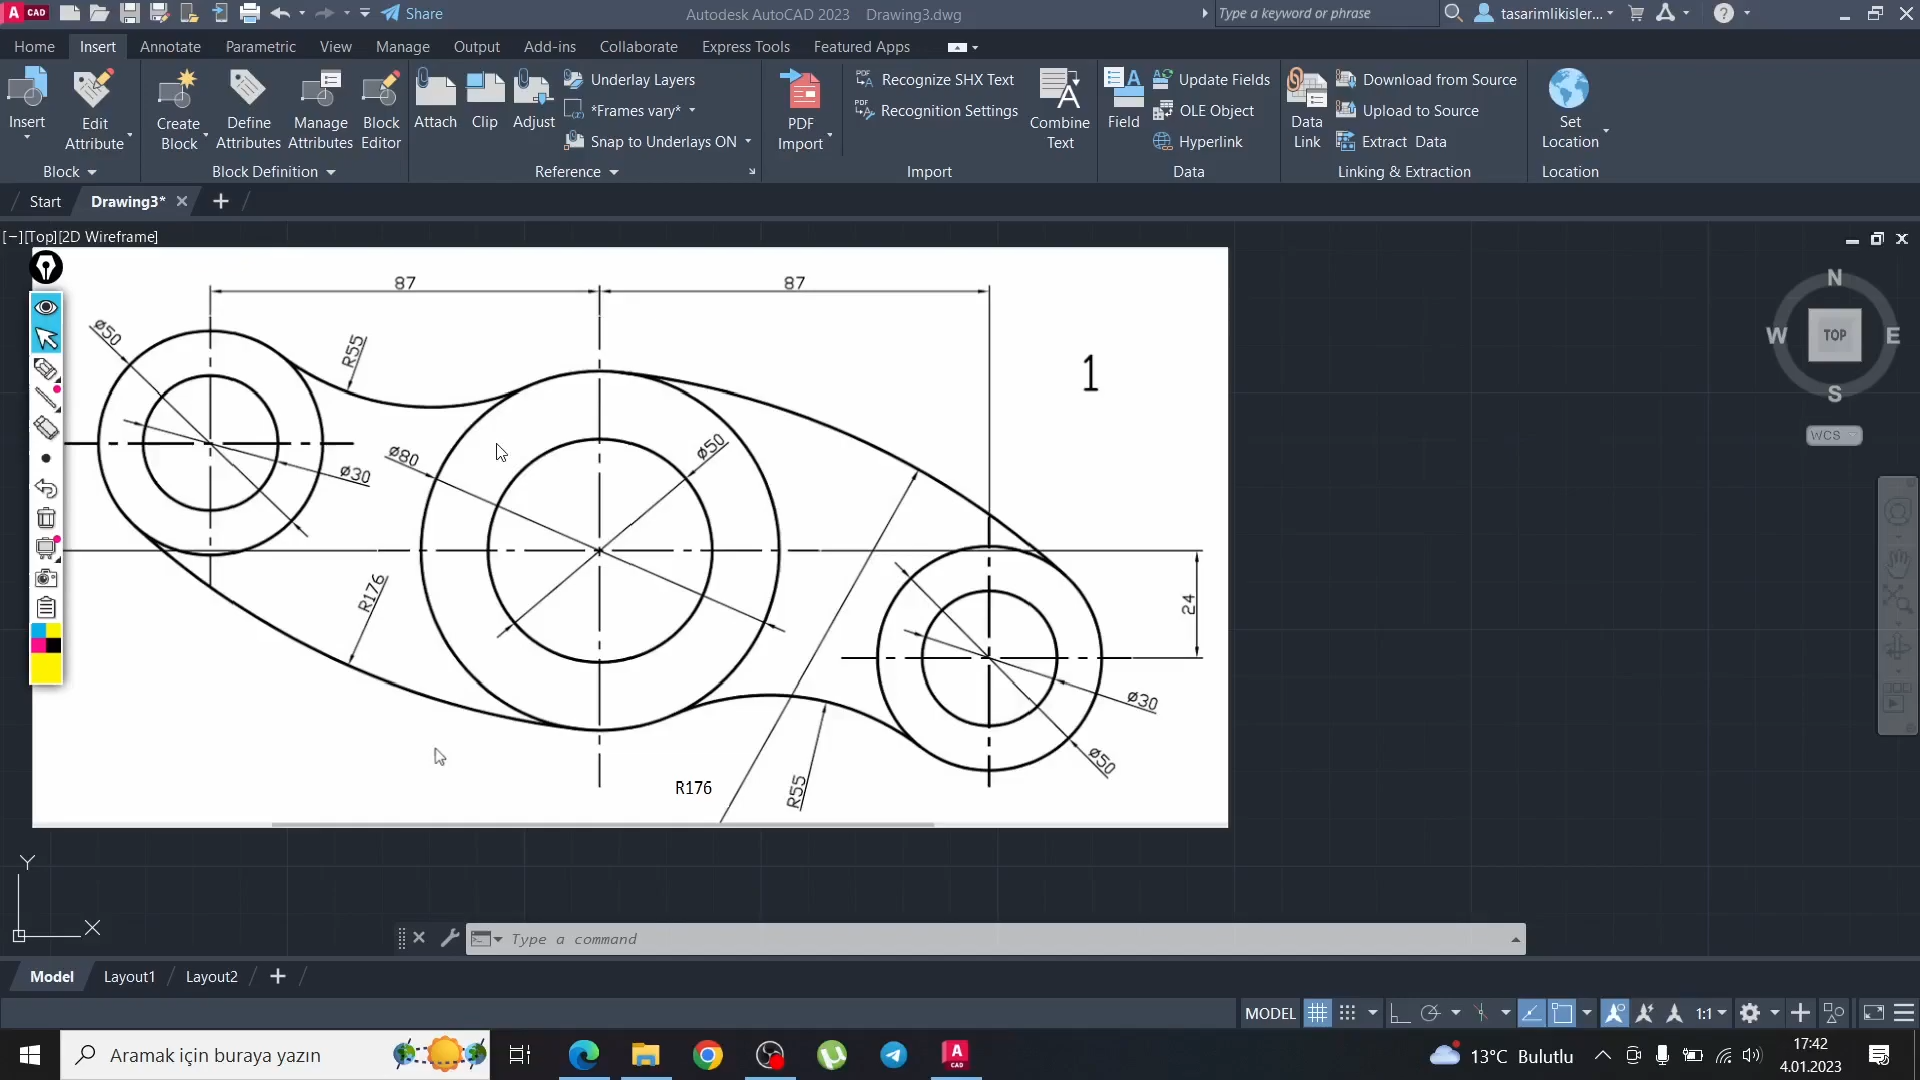 CAD
Share
Autodesk AutoCAD 2023 Drawing3.dwg
Type a keyword or phrase
tasarimlikisler...
Home Insert Annotate Parametric View Manage Output Add-ins Collaborate Express Tools Featured Apps
Insert
Edit
Attribute
Create
Block
Define
Attributes
Manage
Attributes
Block
Editor
Attach
Clip
Adjust
Underlay Layers
*Frames vary*
Snap to Underlays ON
PDF
Import
Recognize SHX Text
Recognition Settings
Combine
Text
Field
Update Fields
OLE Object
Hyperlink
Data
Link
Download from Source
Upload to Source
Extract Data
Set
Location
Block
Block Definition
Reference
Import
Data
Linking & Extraction
Location
Start
Drawing3*
[−][Top][2D Wireframe]
87
87
ø50
R55
1
ø80
ø50
ø30
R176
24
ø30
ø50
R176
R55
N
W
TOP
E
S
WCS
Y
X
Type a command
Model
Layout1
Layout2
MODEL
1:1
Aramak için buraya yazın
A
CAD
13°C Bulutlu
17:42
4.01.2023